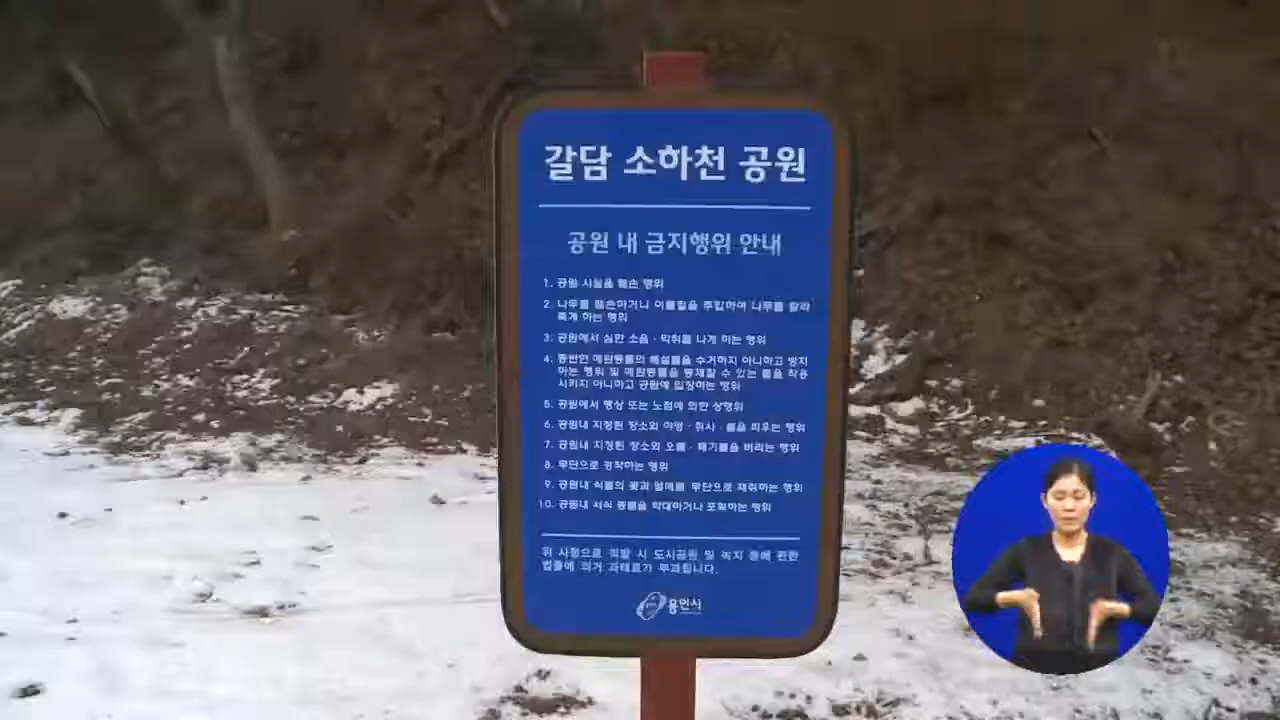 갈담 소하천 공원
공원 내 금지행위 안내
1. 공원 시설을 훼손 행위
2. 나무를 훼손하거나 이물질을 주입하여 나무를 말라
죽게 하는 행위
3. 공원에서 심한 소음 · 악취를 나게 하는 행위
4. 동반한 애완동물의 배설물을 수거하지 아니하고 방치
하는 행위 및 애완동물을 통제할 수 있는 줄을 착용
시키지 아니하고 공원에 입장하는 행위
5. 공원에서 행상 또는 노점에 의한 상행위
6. 공원내 지정된 장소외 야영 · 취사 · 불을 피우는 행위
7. 공원내 지정된 장소외 오물 · 폐기물을 버리는 행위
8. 무단으로 경작하는 행위
9. 공원내 식물의 꽃과 열매를 무단으로 채취하는 행위
10. 공원내 서식 동물을 학대하거나 포획하는 행위
위 사항으로 적발 시 도시공원 및 녹지 등에 관한
법률에 의거 과태료가 부과됩니다.
용인시